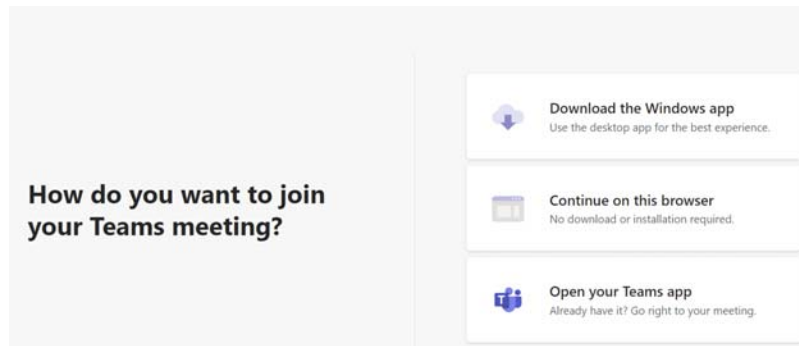 How do you want to join
your Teams meeting?
Download the Windows app
Use the desktop app for the best experience.
Continue on this browser
No download or installation required.
Open your Teams app
Already have it? Go right to your meeting.